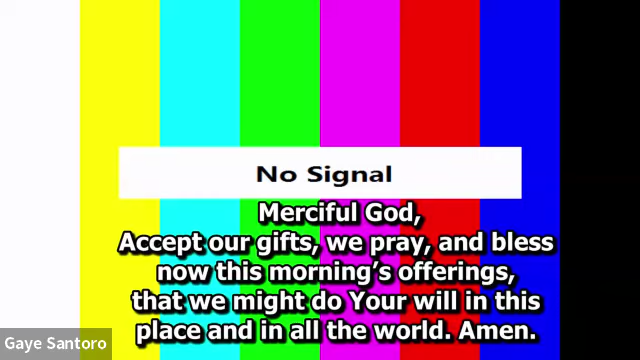 No Signal
Merciful God,
Accept our gifts, we pray, and bless
now this morning’s offerings,
that we might do Your will in this
place and in all the world. Amen.
Gaye Santoro